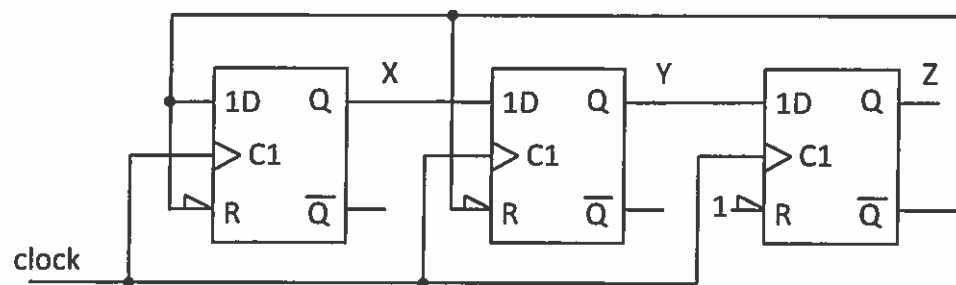 X Y Z
1D Q 1D Q 1D Q
C1 C1 C1
R Q̅ R Q̅ 1 R Q̅
clock